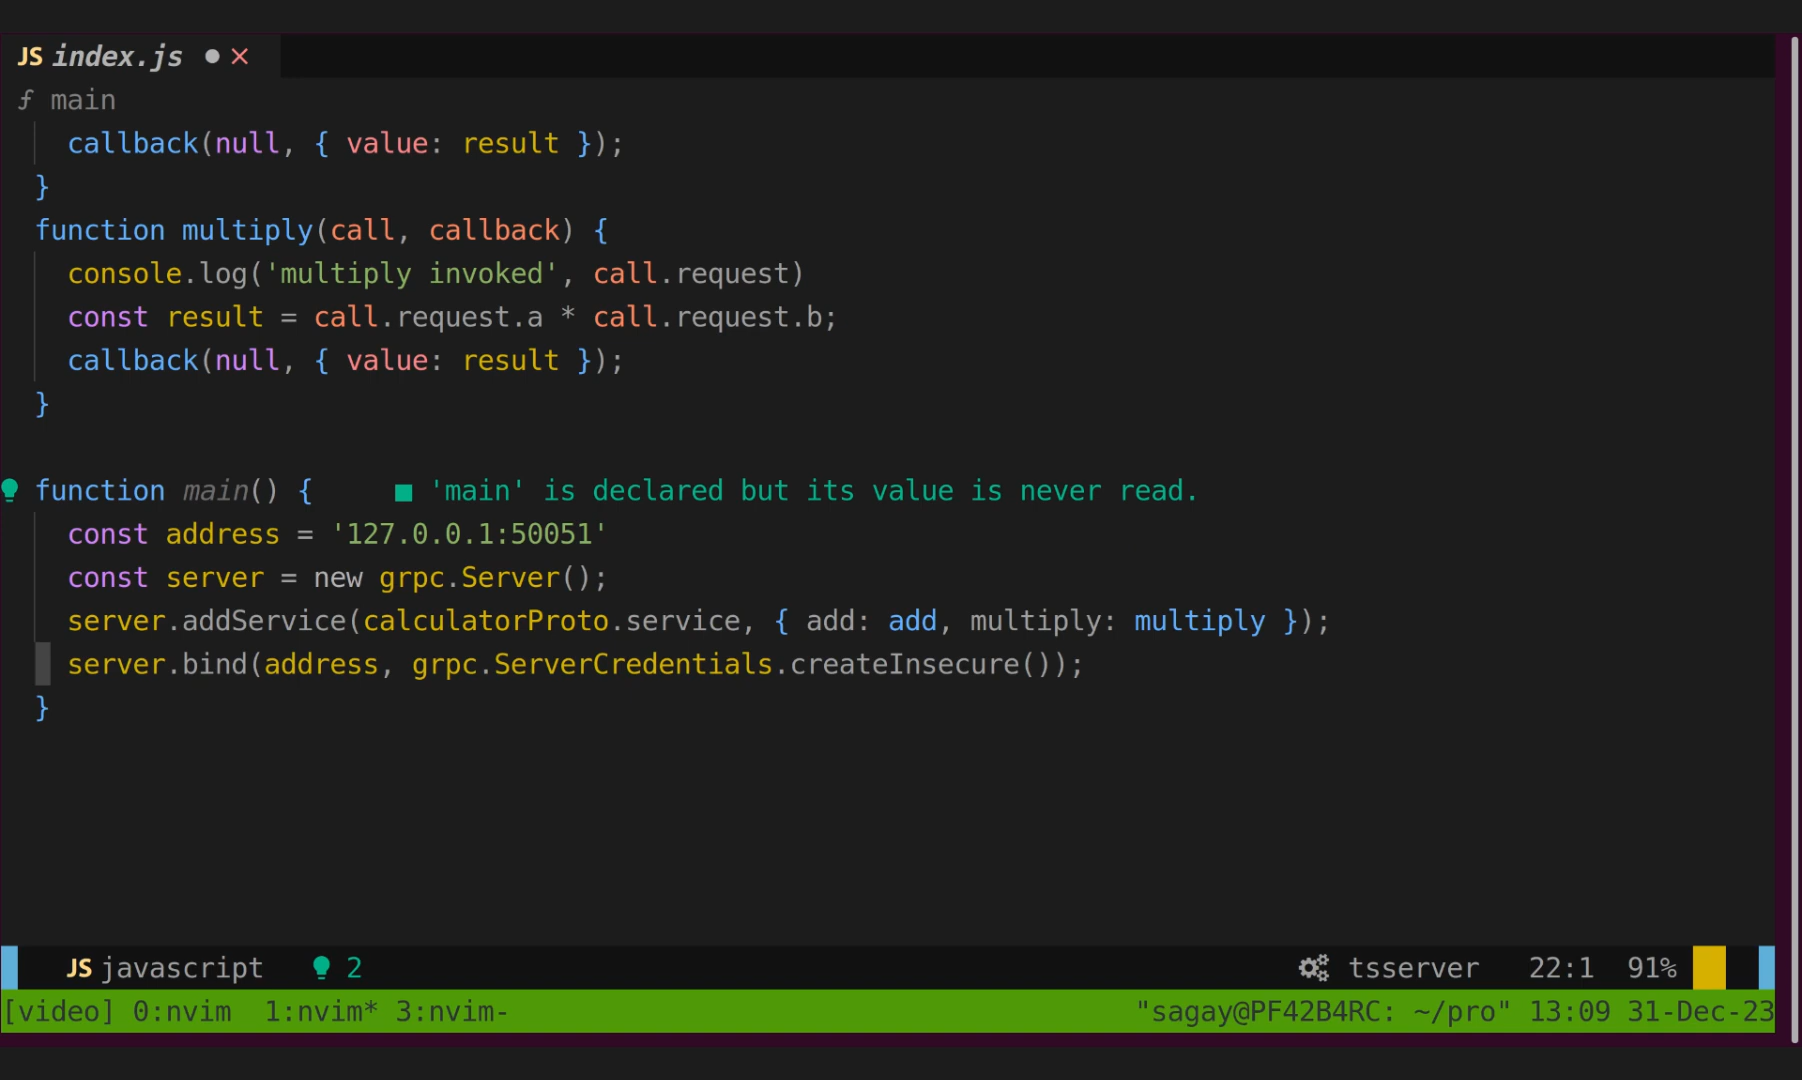 JS index.js ● ×
ƒ main
callback(null, { value: result });
}
function multiply(call, callback) {
console.log('multiply invoked', call.request)
const result = call.request.a * call.request.b;
callback(null, { value: result });
}
function main() { ■ 'main' is declared but its value is never read.
const address = '127.0.0.1:50051'
const server = new grpc.Server();
server.addService(calculatorProto.service, { add: add, multiply: multiply });
server.bind(address, grpc.ServerCredentials.createInsecure());
}
JS javascript 2 tsserver 22:1 91%
[video] 0:nvim 1:nvim* 3:nvim- "sagay@PF42B4RC: ~/pro" 13:09 31-Dec-23